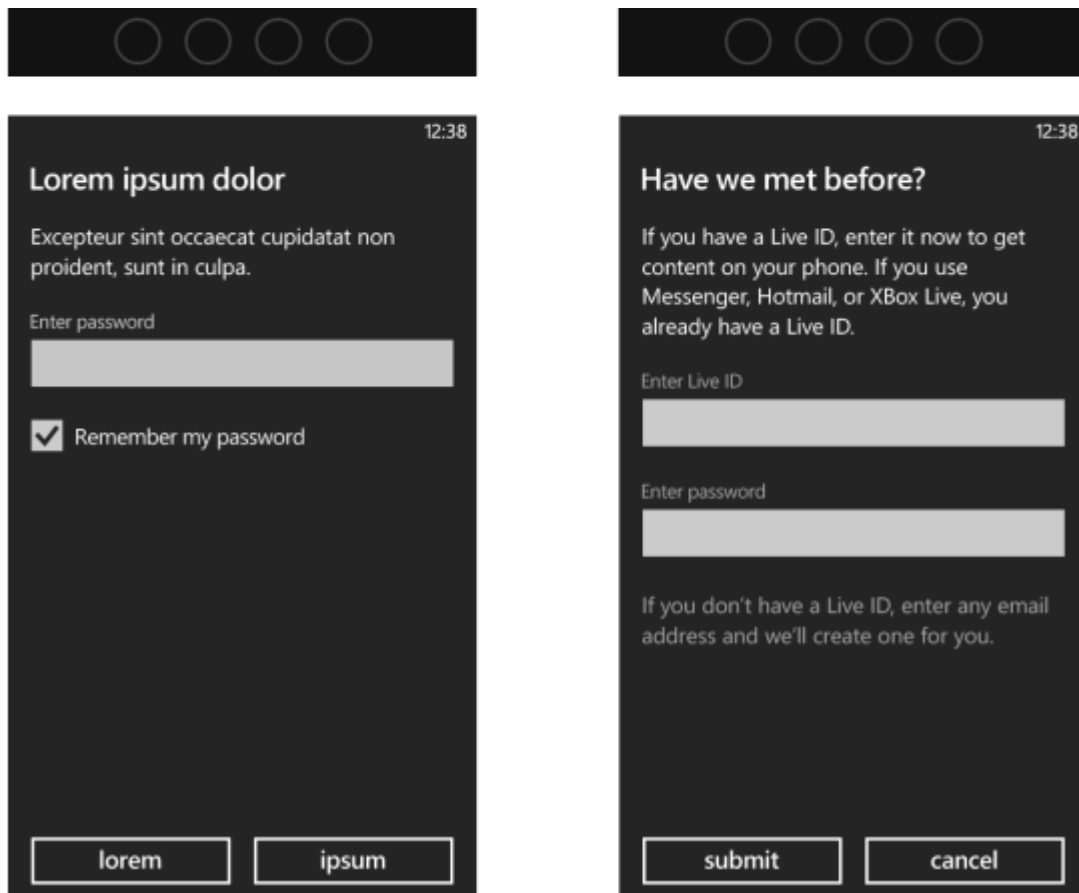 12:38
Lorem ipsum dolor
Excepteur sint occaecat cupidatat non
proident, sunt in culpa.
Enter password
Remember my password
lorem
ipsum
12:38
Have we met before?
If you have a Live ID, enter it now to get
content on your phone. If you use
Messenger, Hotmail, or XBox Live, you
already have a Live ID.
Enter Live ID
Enter password
If you don't have a Live ID, enter any email
address and we'll create one for you.
submit
cancel